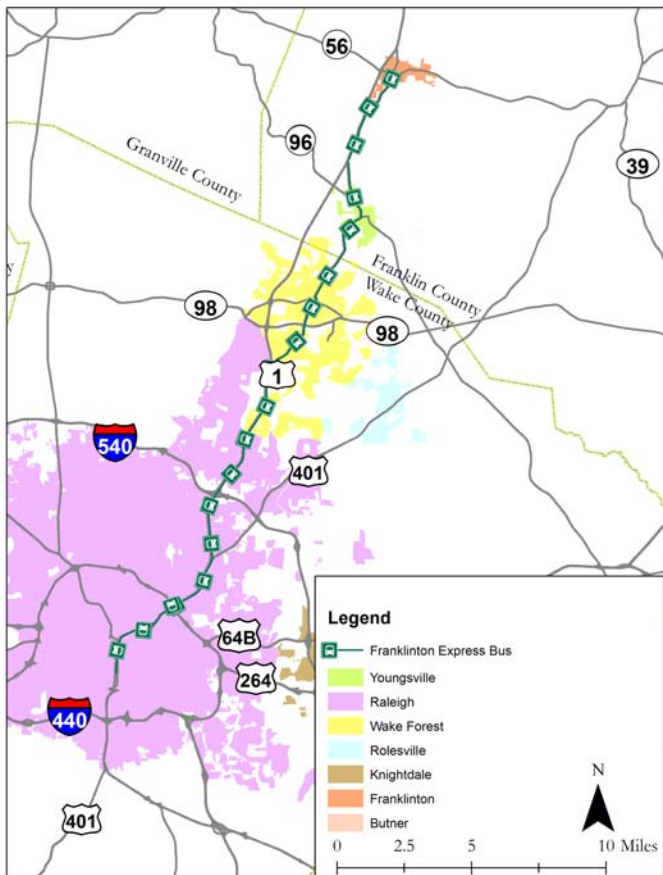 56
96
39
Granville County
Franklin County
Wake County
98
98
1
540
401
64B
264
440
401
Legend
Franklinton Express Bus
Youngsville
Raleigh
Wake Forest
Rolesville
Knightdale
Franklinton
Butner
N
0 2.5 5 10 Miles